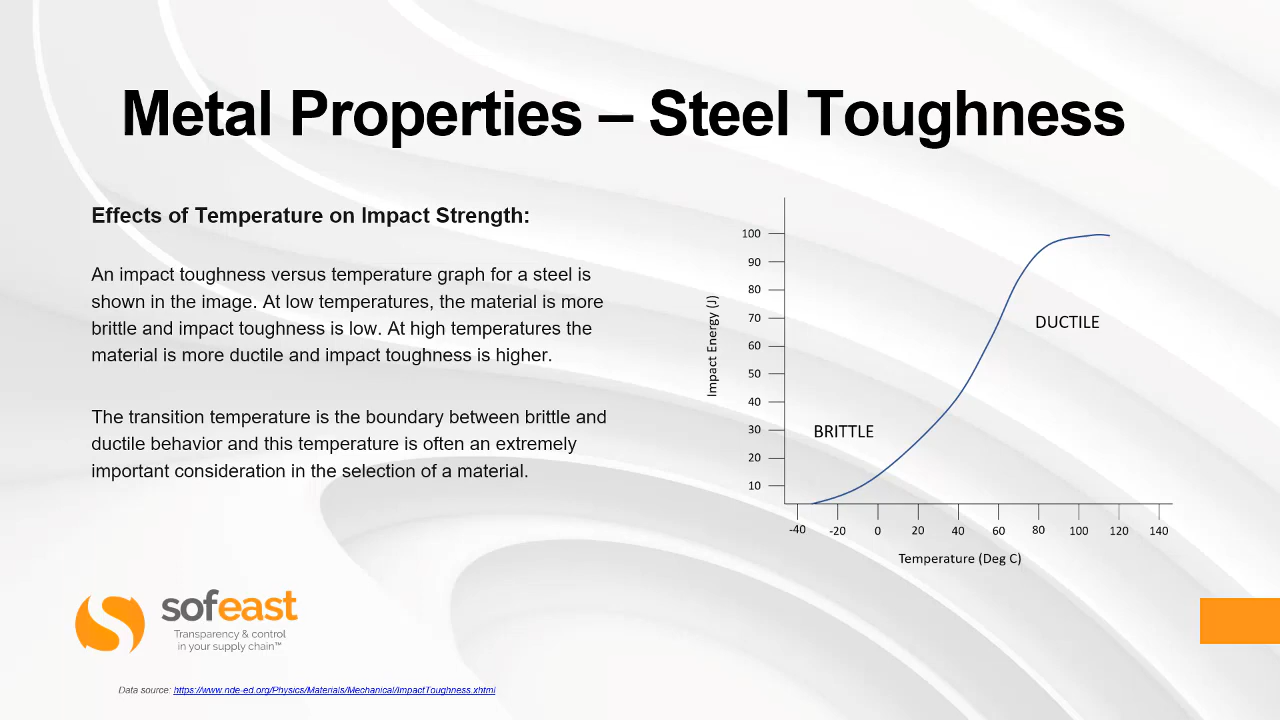 Metal Properties – Steel Toughness
Effects of Temperature on Impact Strength:
An impact toughness versus temperature graph for a steel is
shown in the image. At low temperatures, the material is more
brittle and impact toughness is low. At high temperatures the
material is more ductile and impact toughness is higher.
The transition temperature is the boundary between brittle and
ductile behavior and this temperature is often an extremely
important consideration in the selection of a material.
Impact Energy (J)
100
90
80
70
60
50
40
30
20
10
DUCTILE
BRITTLE
-40 -20 0 20 40 60 80 100 120 140
Temperature (Deg C)
sofeast
Transparency & control
in your supply chain™
Data source: https://www.nde-ed.org/Physics/Materials/Mechanical/ImpactToughness.xhtml